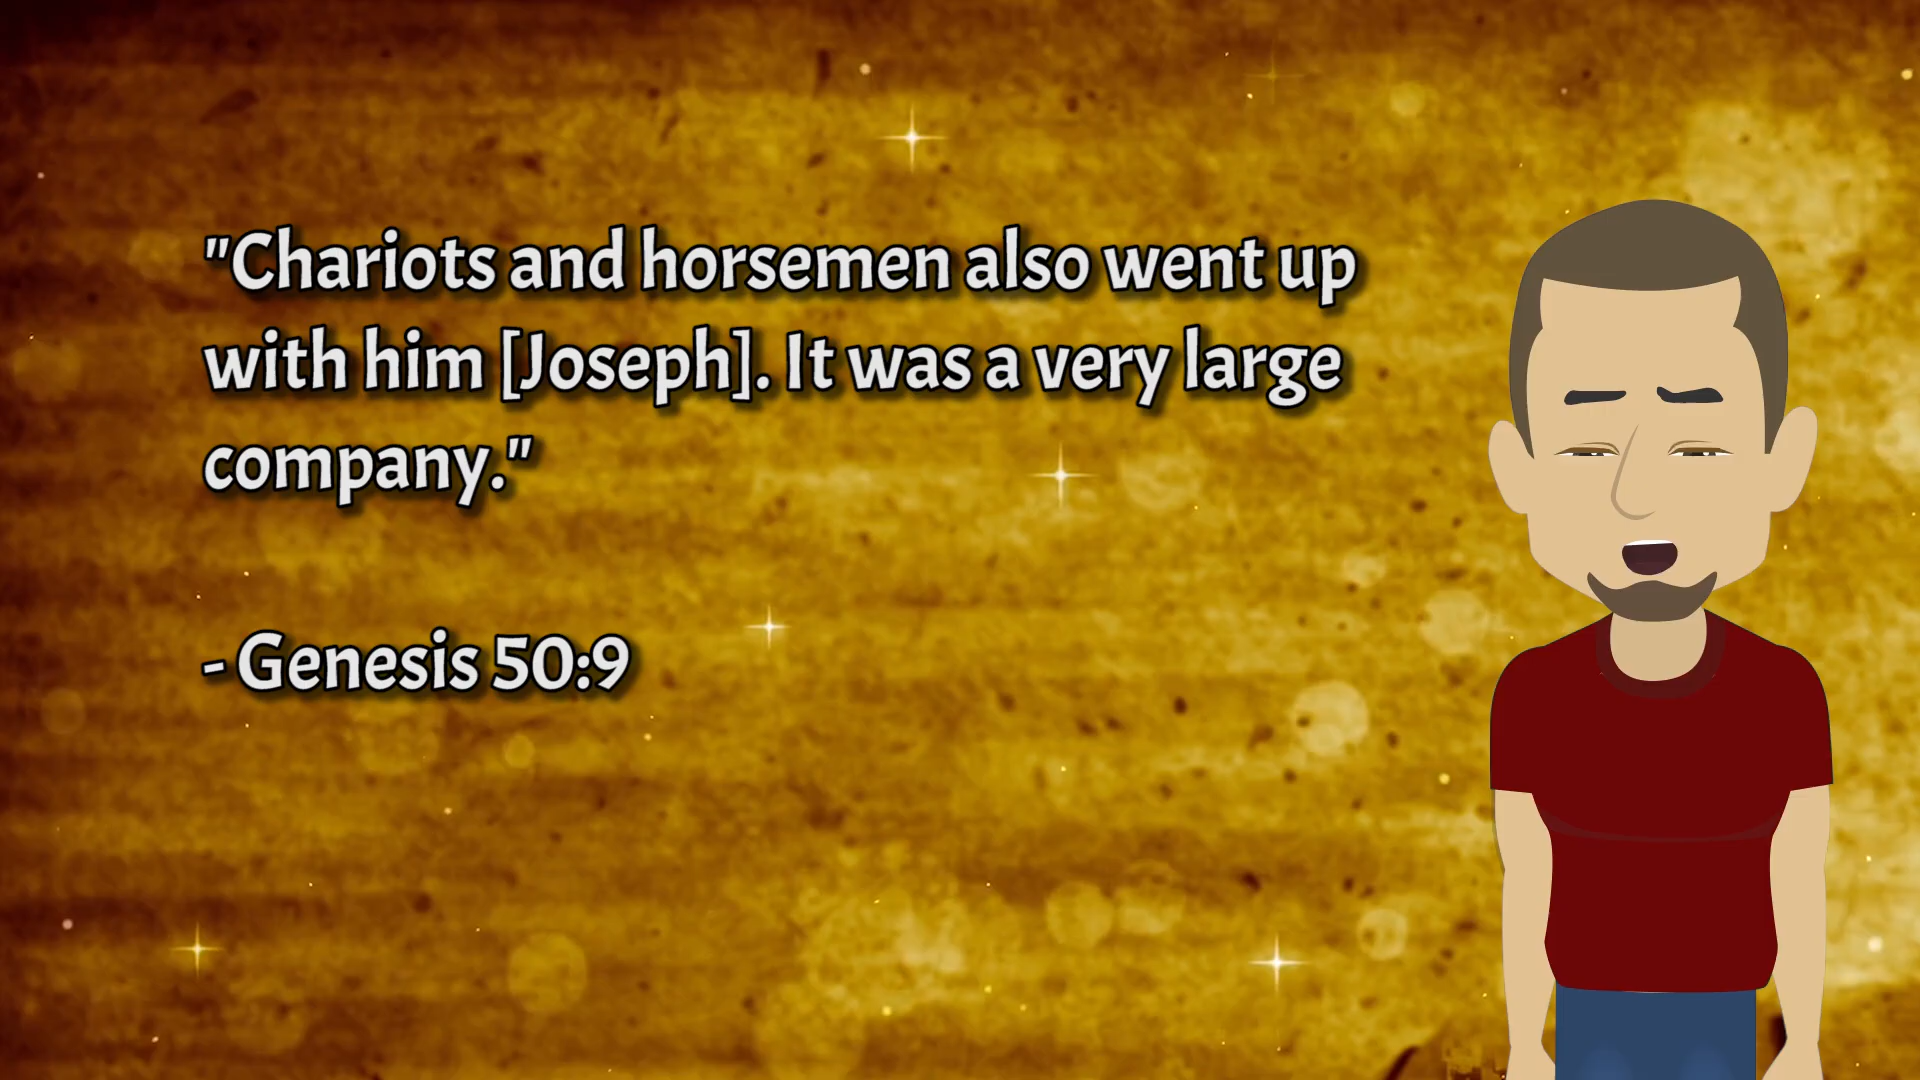 "Chariots and horsemen also went up
with him [Joseph]. It was a very large
company."
- Genesis 50:9